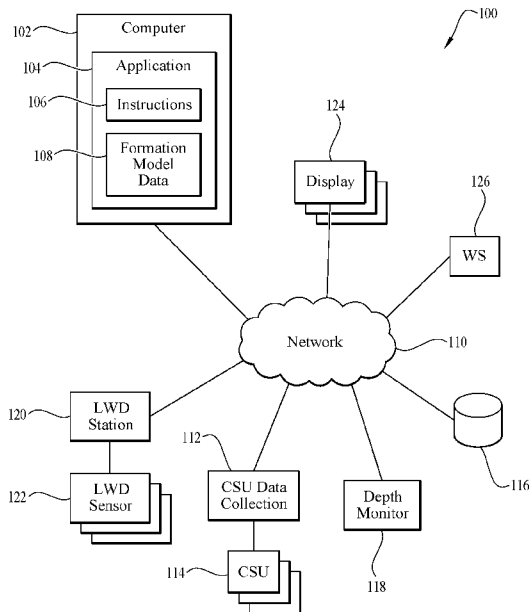 102
Computer
100
104
Application
106
Instructions
108
Formation
Model
Data
124
Display
126
WS
Network
110
120
LWD
Station
122
LWD
Sensor
112
CSU Data
Collection
114
CSU
Depth
Monitor
118
116